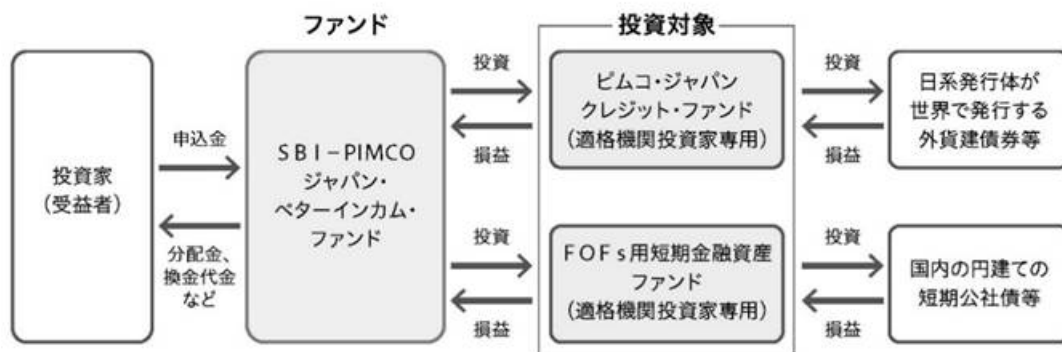 ファンド
投資対象
投資家
(受益者)
申込金
分配金、
換金代金
など
SBI-PIMCO
ジャパン・
ベターインカム・
ファンド
投資
損益
ピムコ・ジャパン
クレジット・ファンド
(適格機関投資家専用)
投資
損益
日系発行体が
世界で発行する
外貨建債券等
投資
損益
FOFs用短期金融資産
ファンド
(適格機関投資家専用)
投資
損益
国内の円建ての
短期公社債等